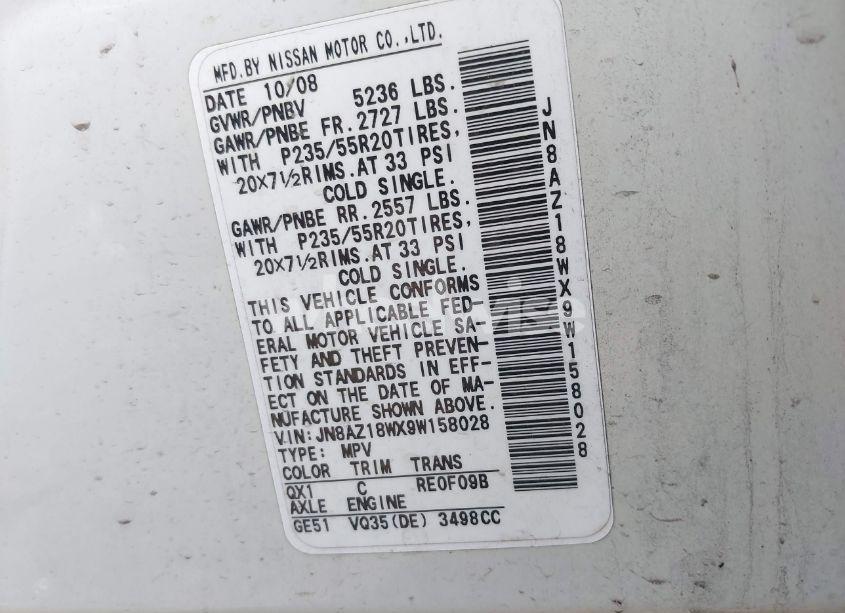 MFD.BY NISSAN MOTOR CO.,LTD.
DATE 10/08
GVWR/PNBV 5236 LBS.
GAWR/PNBE FR.2727 LBS.
WITH P235/55R20TIRES,
20X7½RIMS.AT 33 PSI
COLD SINGLE.
GAWR/PNBE RR.2557 LBS.
WITH P235/55R20TIRES,
20X7½RIMS.AT 33 PSI
COLD SINGLE.
THIS VEHICLE CONFORMS
TO ALL APPLICABLE FED-
ERAL MOTOR VEHICLE SA-
FETY AND THEFT PREVEN-
TION STANDARDS IN EFF-
ECT ON THE DATE OF MA-
NUFACTURE SHOWN ABOVE.
VIN:JN8AZ18WX9W158028
TYPE: MPV
COLOR TRIM TRANS
QX1 C RE0F09B
AXLE ENGINE
GE51 VQ35(DE) 3498CC
JN8AZ18WX9W158028